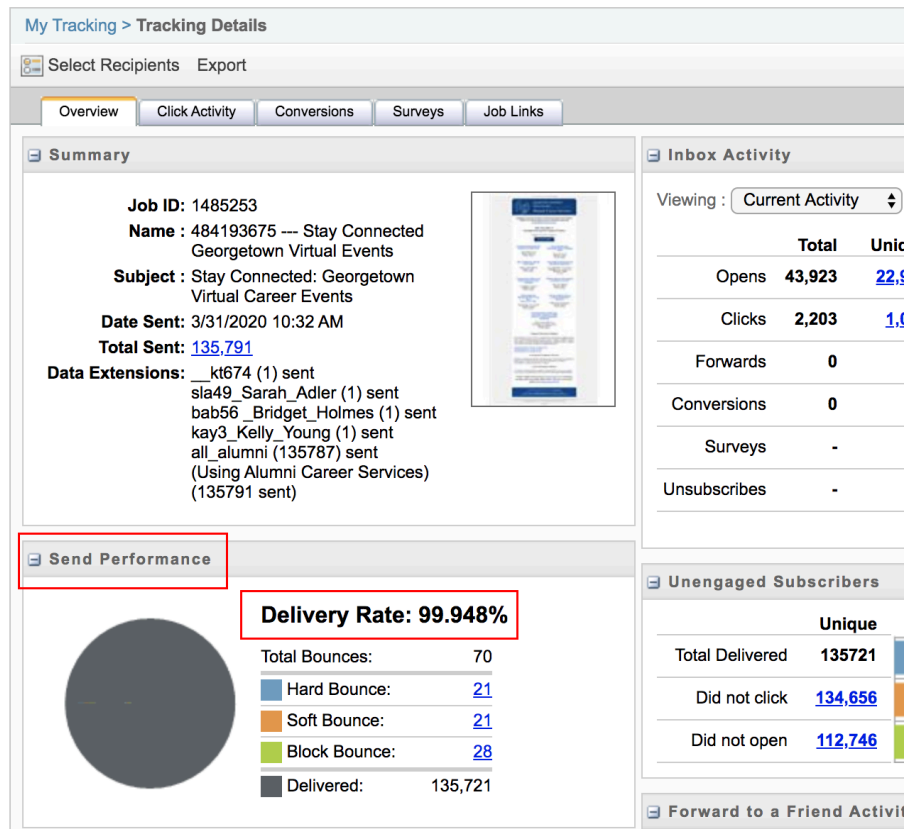 My Tracking > Tracking Details
Select Recipients Export
Overview Click Activity Conversions Surveys Job Links
Summary
Job ID: 1485253
Name : 484193675 --- Stay Connected
Georgetown Virtual Events
Subject : Stay Connected: Georgetown
Virtual Career Events
Date Sent: 3/31/2020 10:32 AM
Total Sent: 135,791
Data Extensions: __kt674 (1) sent
sla49_Sarah_Adler (1) sent
bab56 _Bridget_Holmes (1) sent
kay3_Kelly_Young (1) sent
all_alumni (135787) sent
(Using Alumni Career Services)
(135791 sent)
Send Performance
Delivery Rate: 99.948%
Total Bounces: 70
Hard Bounce: 21
Soft Bounce: 21
Block Bounce: 28
Delivered: 135,721
Inbox Activity
Viewing : Current Activity
Total
Opens 43,923
Clicks 2,203
Forwards 0
Conversions 0
Surveys -
Unsubscribes -
Unengaged Subscribers
Unique
Total Delivered 135721
Did not click 134,656
Did not open 112,746
Forward to a Friend